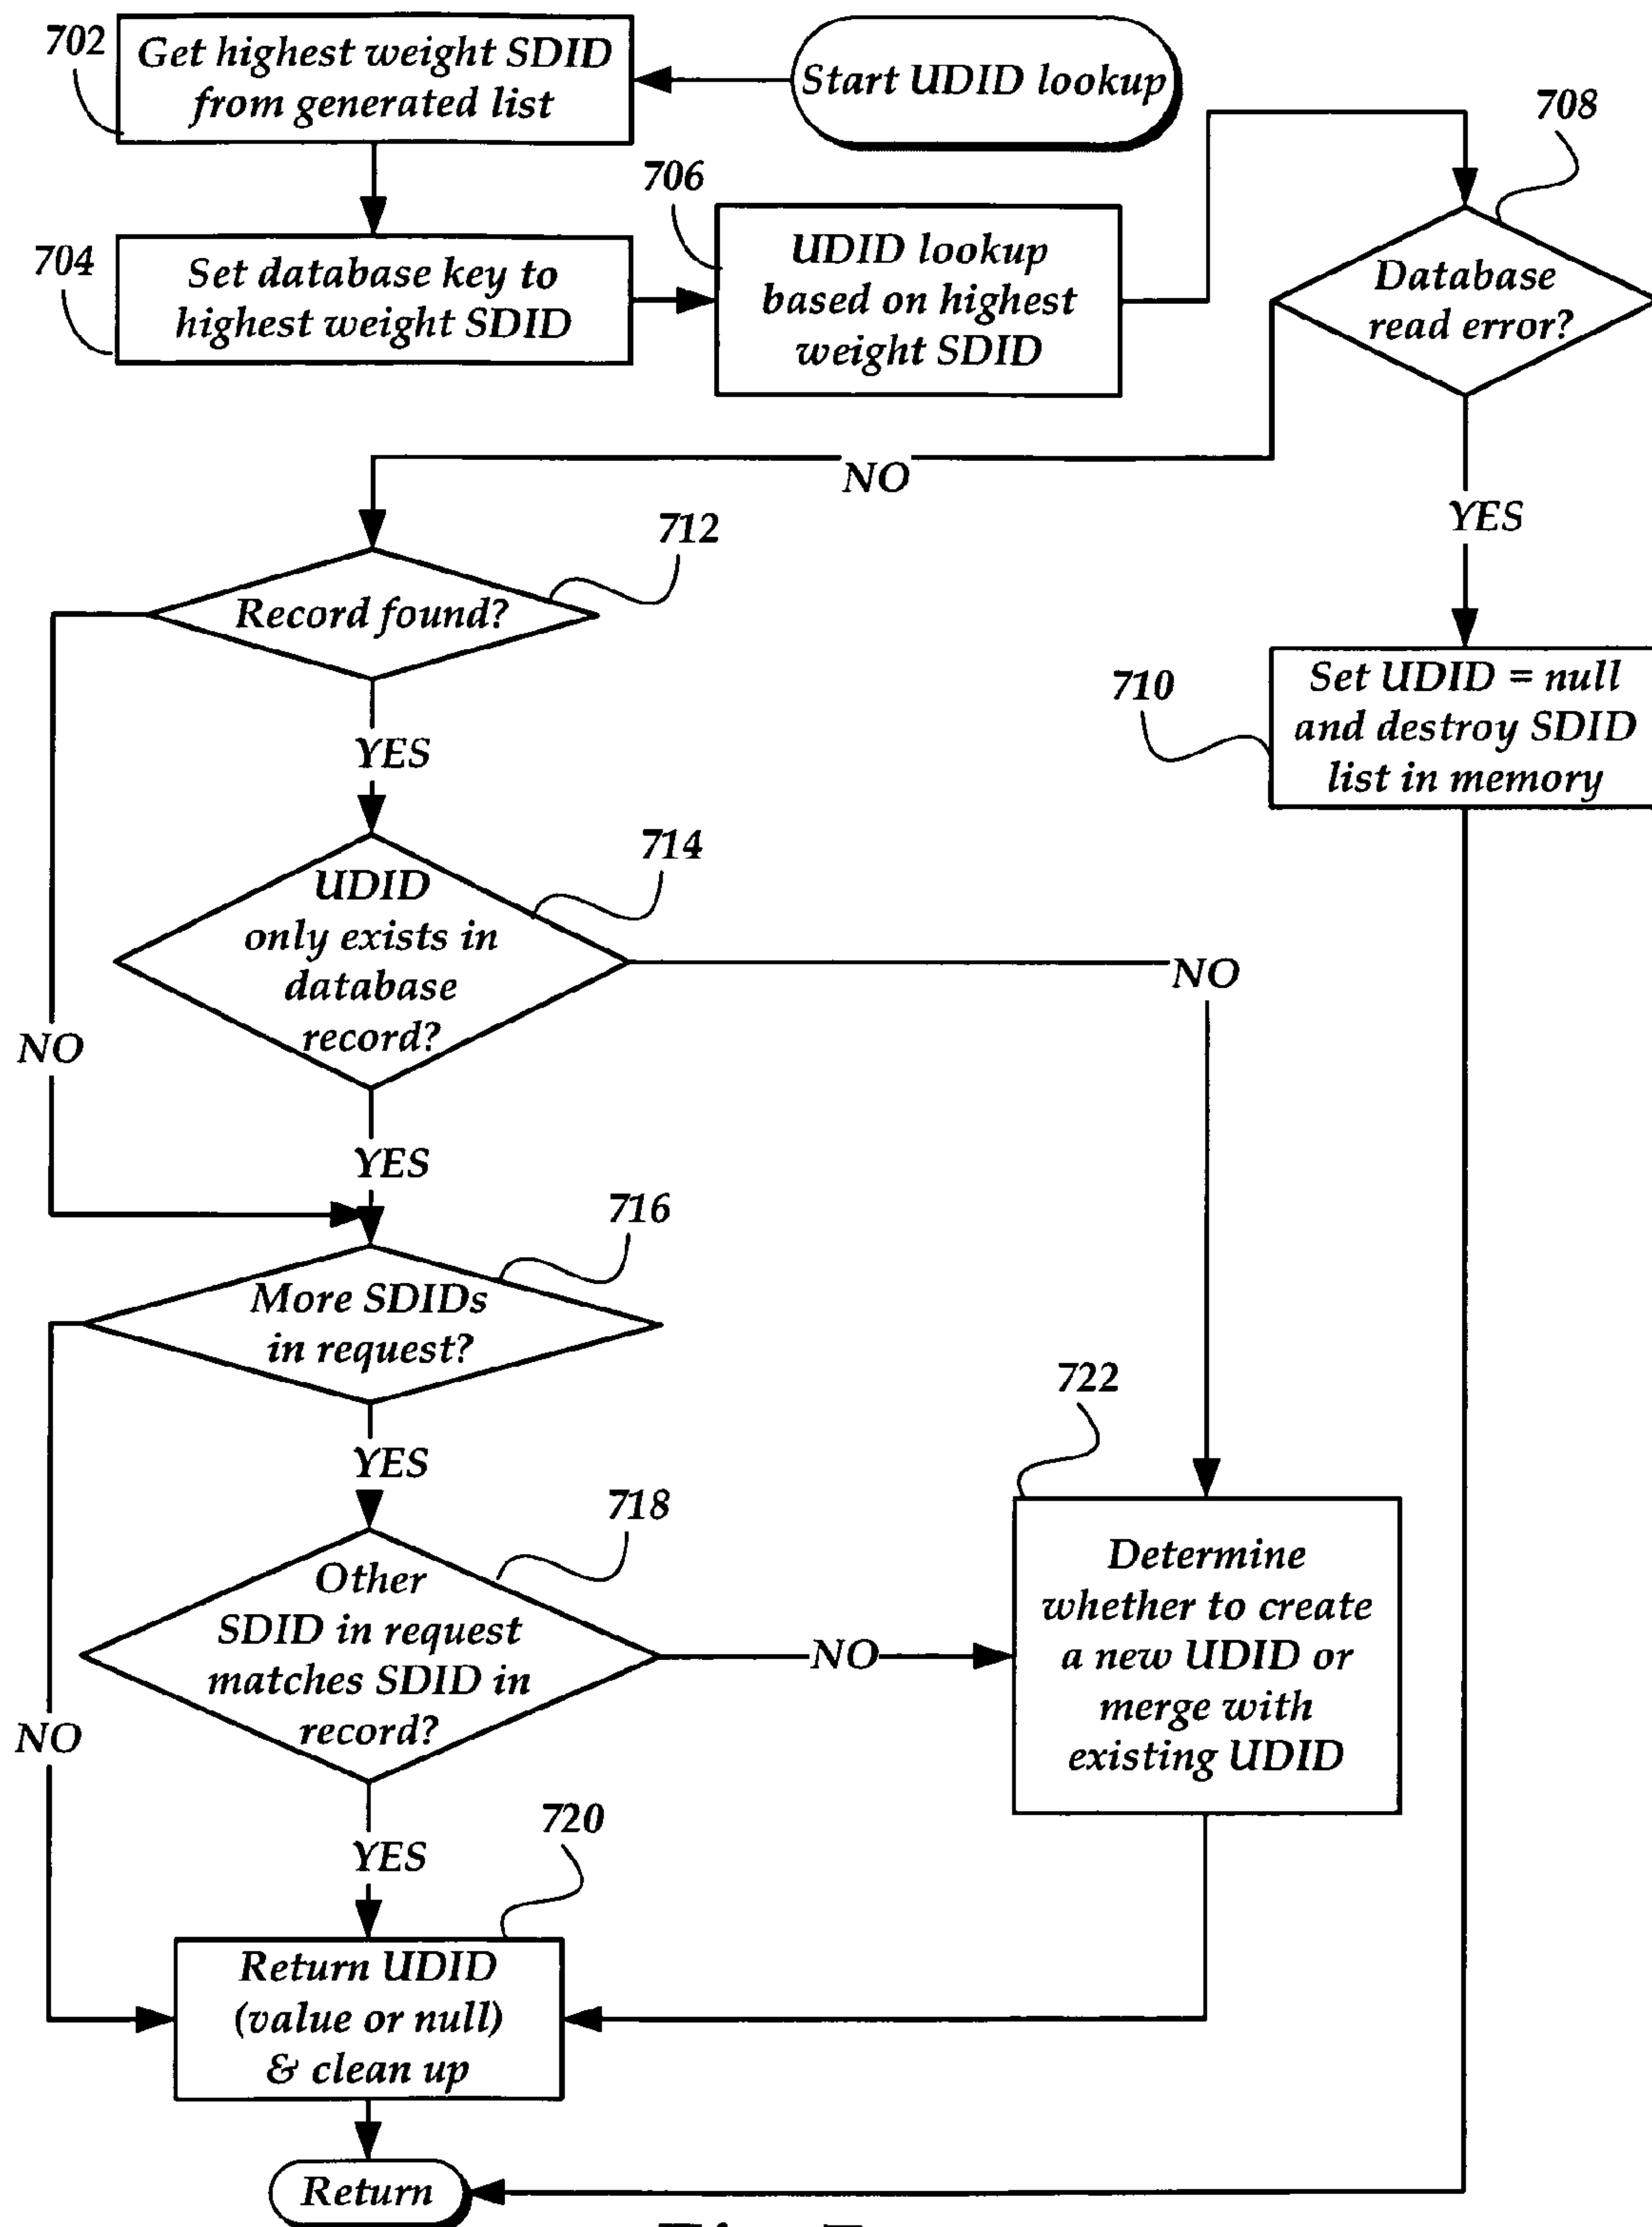 702
Get highest weight SDID
from generated list
Start UDID lookup
708
706
704
Set database key to
highest weight SDID
UDID lookup
based on highest
weight SDID
Database
read error?
NO
YES
712
Record found?
710
Set UDID = null
and destroy SDID
list in memory
YES
714
UDID
only exists in
database
record?
NO
NO
YES
716
More SDIDs
in request?
722
YES
718
Other
SDID in request
matches SDID in
record?
NO
Determine
whether to create
a new UDID or
merge with
existing UDID
NO
YES
720
Return UDID
(value or null)
& clean up
Return